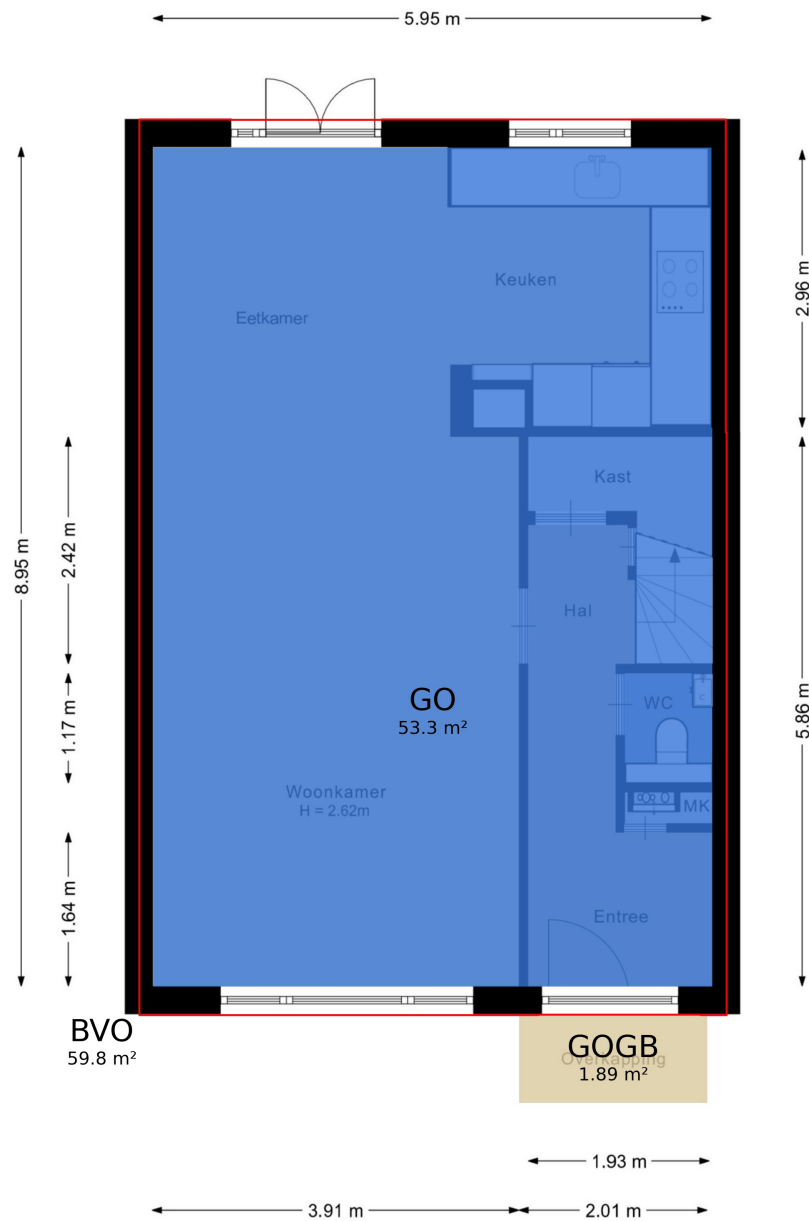 5.95 m
Keuken
Eetkamer
2.96 m
Kast
2.42 m
8.95 m
Hal
GO
53.3 m²
WC
C
1.17 m
5.86 m
Woonkamer
H = 2.62m
MK
1.64 m
Entree
BVO
59.8 m²
GOGB
Overkapping
1.89 m²
1.93 m
3.91 m
2.01 m